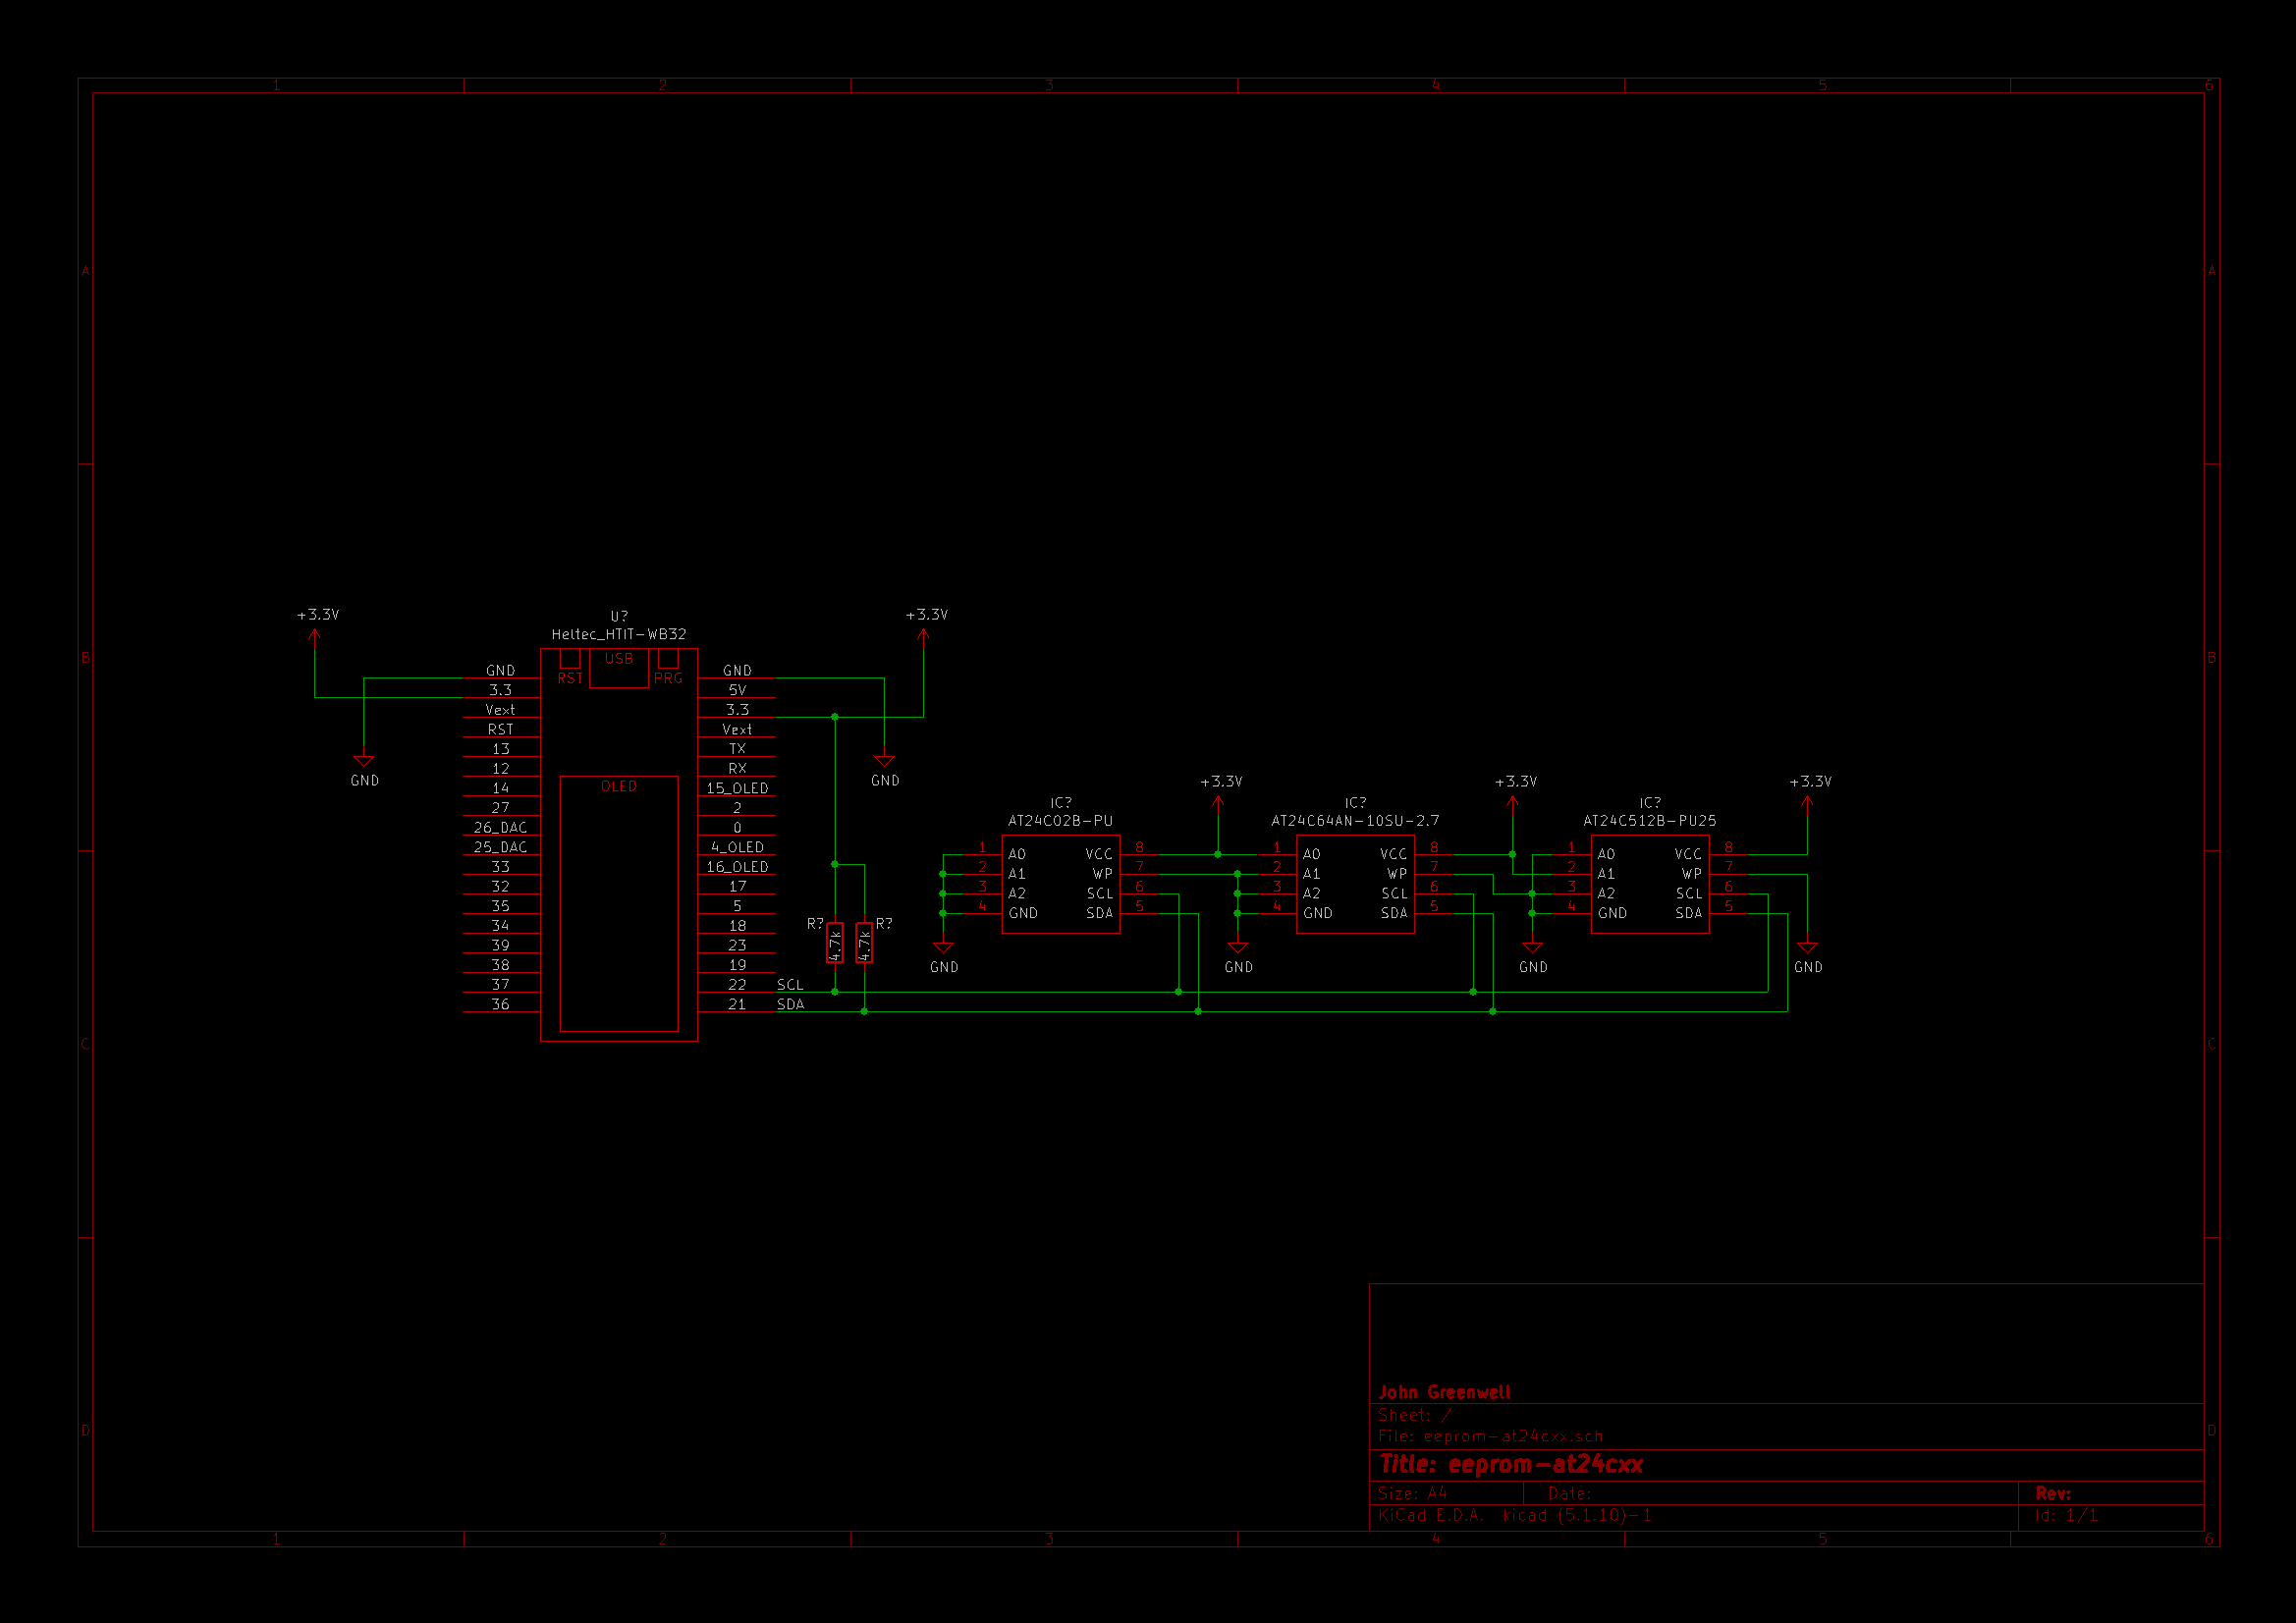 1 2 3 4 5 6
A A
+3.3V
+3.3V
U?
Heltec_HTIT-WB32
B B
USB
RST PRG
GND GND
3.3 5V
Vext 3.3
RST Vext
13 TX
12 RX
14 15_OLED
27 2
26_DAC 0
25_DAC 4_OLED
33 16_OLED
32 17
35 5
34 18
39 23
38 19
37 22 SCL
36 21 SDA
OLED
GND
GND
R? R?
4.7k 4.7k
+3.3V +3.3V +3.3V
IC? IC? IC?
AT24C02B-PU AT24C64AN-10SU-2.7 AT24C512B-PU25
1 A0 VCC 8 1 A0 VCC 8 1 A0 VCC 8
2 A1 WP 7 2 A1 WP 7 2 A1 WP 7
3 A2 SCL 6 3 A2 SCL 6 3 A2 SCL 6
4 GND SDA 5 4 GND SDA 5 4 GND SDA 5
GND GND GND GND
C C
John Greenwell
Sheet: /
File: eeprom-at24cxx.sch
D D
Title: eeprom-at24cxx
Size: A4 Date: Rev:
KiCad E.D.A. kicad (5.1.10)-1 Id: 1/1
1 2 3 4 5 6